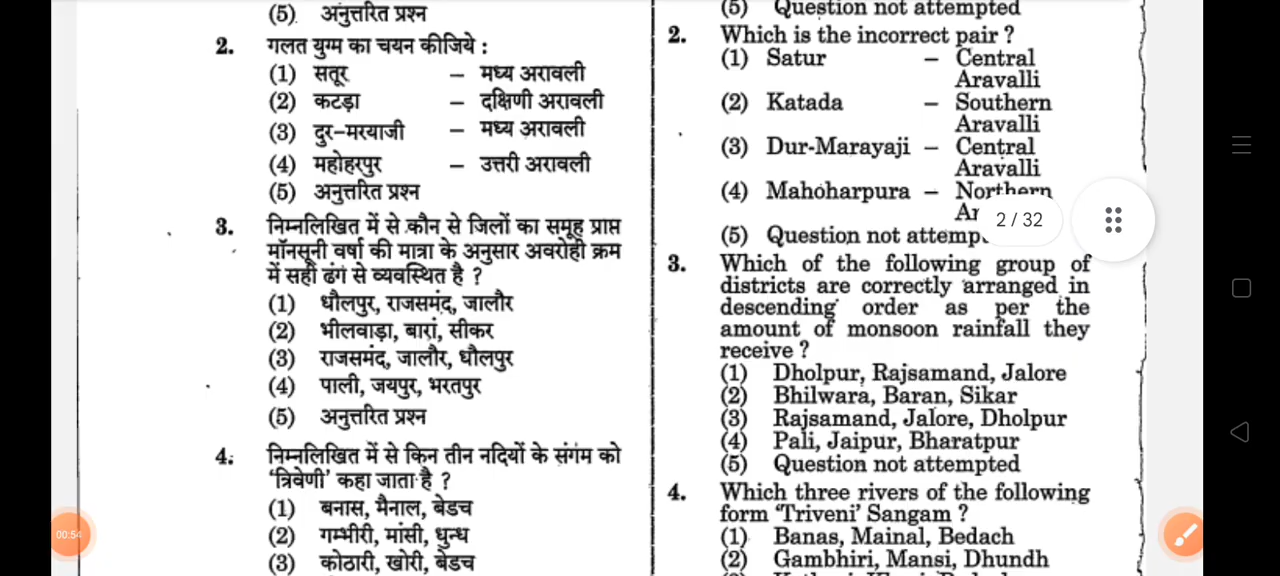 (5) अनुत्तरित प्रश्न
2. गलत युग्म का चयन कीजिये :
(1) सतूर – मध्य अरावली
(2) कटड़ा – दक्षिणी अरावली
(3) दुर-मरयाजी – मध्य अरावली
(4) महोहरपुर – उत्तरी अरावली
(5) अनुत्तरित प्रश्न
3. निम्नलिखित में से कौन से जिलों का समूह प्राप्त
मॉनसूनी वर्षा की मात्रा के अनुसार अवरोही क्रम
में सही ढंग से व्यवस्थित है ?
(1) धौलपुर, राजसमंद, जालौर
(2) भीलवाड़ा, बारां, सीकर
(3) राजसमंद, जालौर, धौलपुर
(4) पाली, जयपुर, भरतपुर
(5) अनुत्तरित प्रश्न
4. निम्नलिखित में से किन तीन नदियों के संगम को
'त्रिवेणी' कहा जाता है ?
(1) बनास, मैनाल, बेडच
(2) गम्भीरी, मांसी, धुन्ध
(3) कोठारी, खोरी, बेडच
(5) Question not attempted
2. Which is the incorrect pair ?
(1) Satur – Central
Aravalli
(2) Katada – Southern
Aravalli
(3) Dur-Marayaji – Central
Aravalli
(4) Mahoharpura – Northern
(5) Question not
3. Which of the following group of
districts are correctly arranged in
descending order as per the
amount of monsoon rainfall they
receive ?
(1) Dholpur, Rajsamand, Jalore
(2) Bhilwara, Baran, Sikar
(3) Rajsamand, Jalore, Dholpur
(4) Pali, Jaipur, Bharatpur
(5) Question not attempted
4. Which three rivers of the following
form 'Triveni' Sangam ?
(1) Banas, Mainal, Bedach
(2) Gambhiri, Mansi, Dhundh
2 / 32
00:54